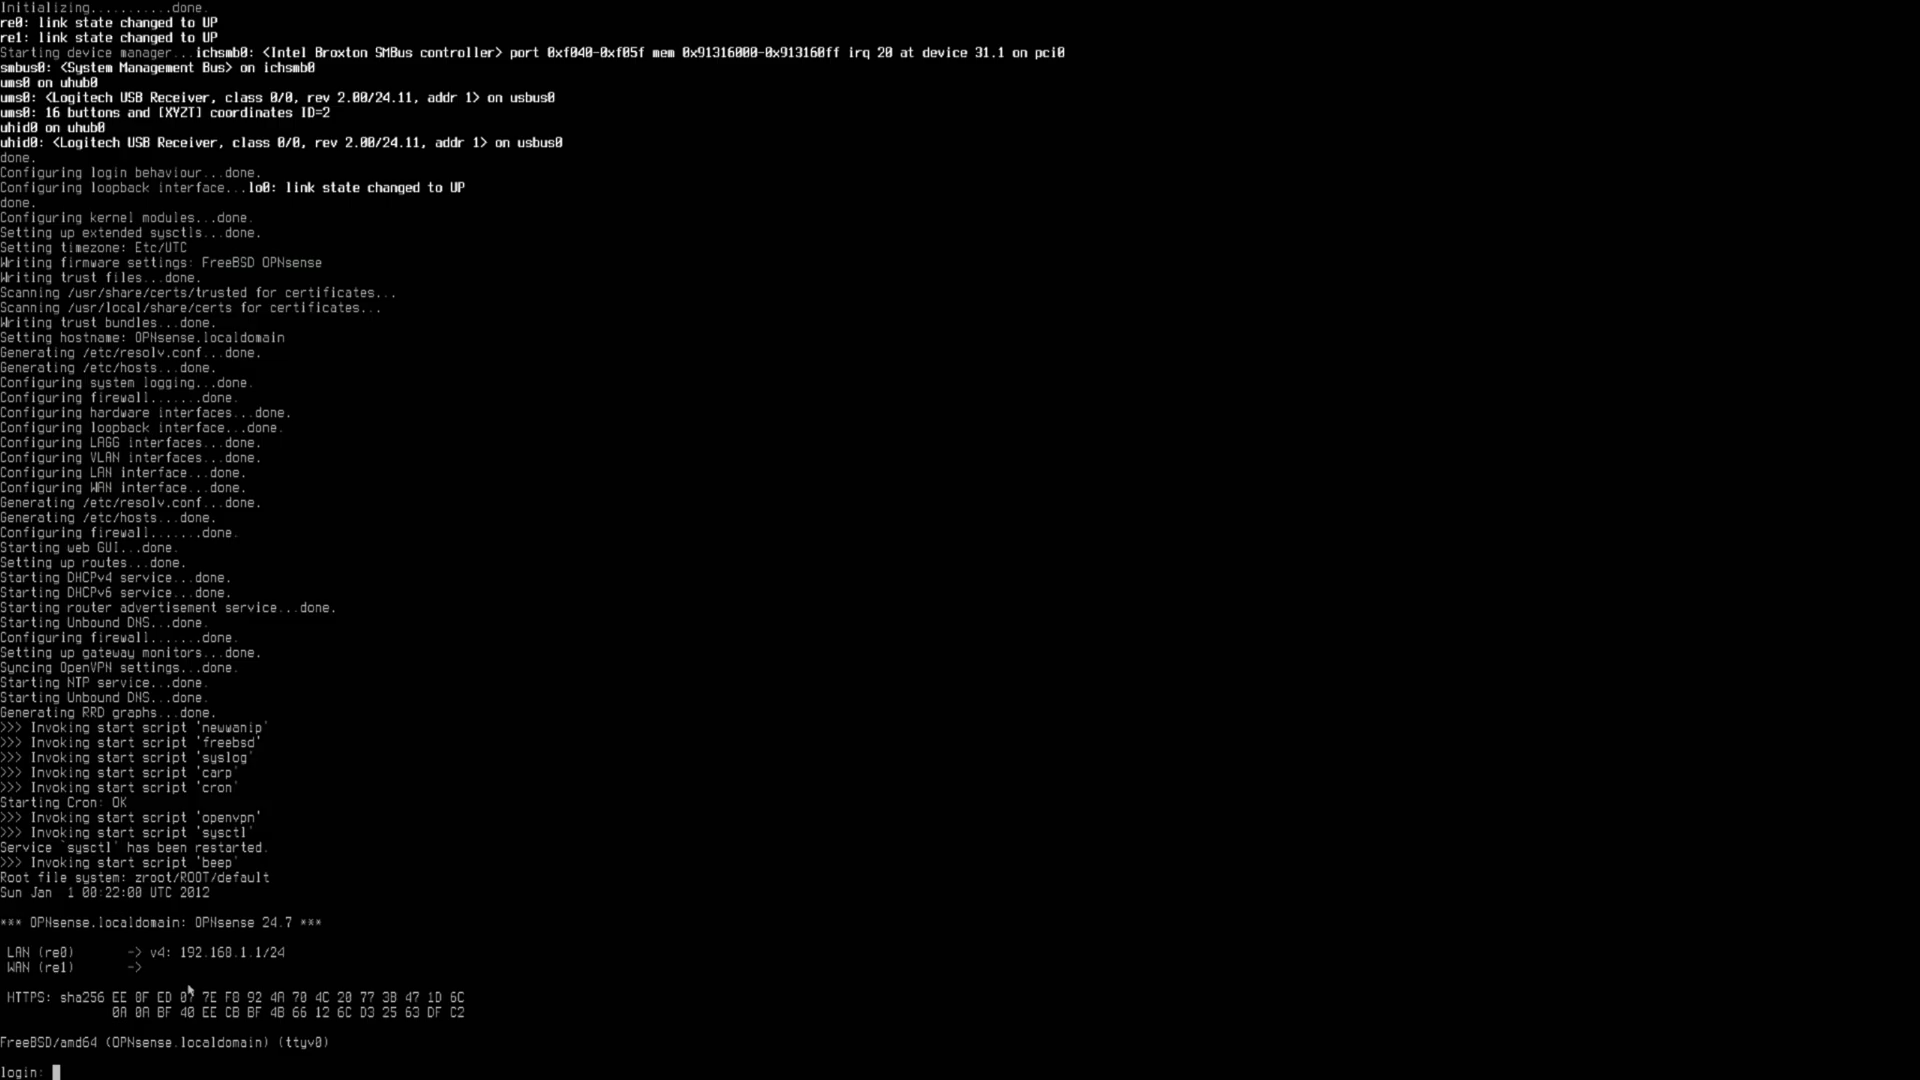 Initializing...........done.
re0: link state changed to UP
re1: link state changed to UP
Starting device manager...ichsmb0: <Intel Broxton SMBus controller> port 0xf040-0xf05f mem 0x91316000-0x913160ff irq 20 at device 31.1 on pci0
smbus0: <System Management Bus> on ichsmb0
ums0 on uhub0
ums0: <Logitech USB Receiver, class 0/0, rev 2.00/24.11, addr 1> on usbus0
ums0: 16 buttons and [XYZT] coordinates ID=2
uhid0 on uhub0
uhid0: <Logitech USB Receiver, class 0/0, rev 2.00/24.11, addr 1> on usbus0
done.
Configuring login behaviour...done.
Configuring loopback interface...lo0: link state changed to UP
done.
Configuring kernel modules...done.
Setting up extended sysctls...done.
Setting timezone: Etc/UTC
Writing firmware settings: FreeBSD OPNsense
Writing trust files...done.
Scanning /usr/share/certs/trusted for certificates...
Scanning /usr/local/share/certs for certificates...
Writing trust bundles...done.
Setting hostname: OPNsense.localdomain
Generating /etc/resolv.conf...done.
Generating /etc/hosts...done.
Configuring system logging...done.
Configuring firewall.......done.
Configuring hardware interfaces...done.
Configuring loopback interface...done.
Configuring LAGG interfaces...done.
Configuring VLAN interfaces...done.
Configuring LAN interface...done.
Configuring WAN interface...done.
Generating /etc/resolv.conf...done.
Generating /etc/hosts...done.
Configuring firewall.......done.
Starting web GUI...done.
Setting up routes...done.
Starting DHCPv4 service...done.
Starting DHCPv6 service...done.
Starting router advertisement service...done.
Starting Unbound DNS...done.
Configuring firewall.......done.
Setting up gateway monitors...done.
Syncing OpenVPN settings...done.
Starting NTP service...done.
Starting Unbound DNS...done.
Generating RRD graphs...done.
>>> Invoking start script 'newwanip'
>>> Invoking start script 'freebsd'
>>> Invoking start script 'syslog'
>>> Invoking start script 'carp'
>>> Invoking start script 'cron'
Starting Cron: OK
>>> Invoking start script 'openvpn'
>>> Invoking start script 'sysctl'
Service `sysctl' has been restarted.
>>> Invoking start script 'beep'
Root file system: zroot/ROOT/default
Sun Jan  1 00:22:00 UTC 2012
*** OPNsense.localdomain: OPNsense 24.7 ***
LAN (re0)       -> v4: 192.168.1.1/24
WAN (re1)       ->
HTTPS: sha256 EE 0F ED 07 7E F8 92 4A 70 4C 20 77 3B 47 1D 6C
0A 0A BF 40 EE CB BF 4B 66 12 6C D3 25 63 DF C2
FreeBSD/amd64 (OPNsense.localdomain) (ttyv0)
login: